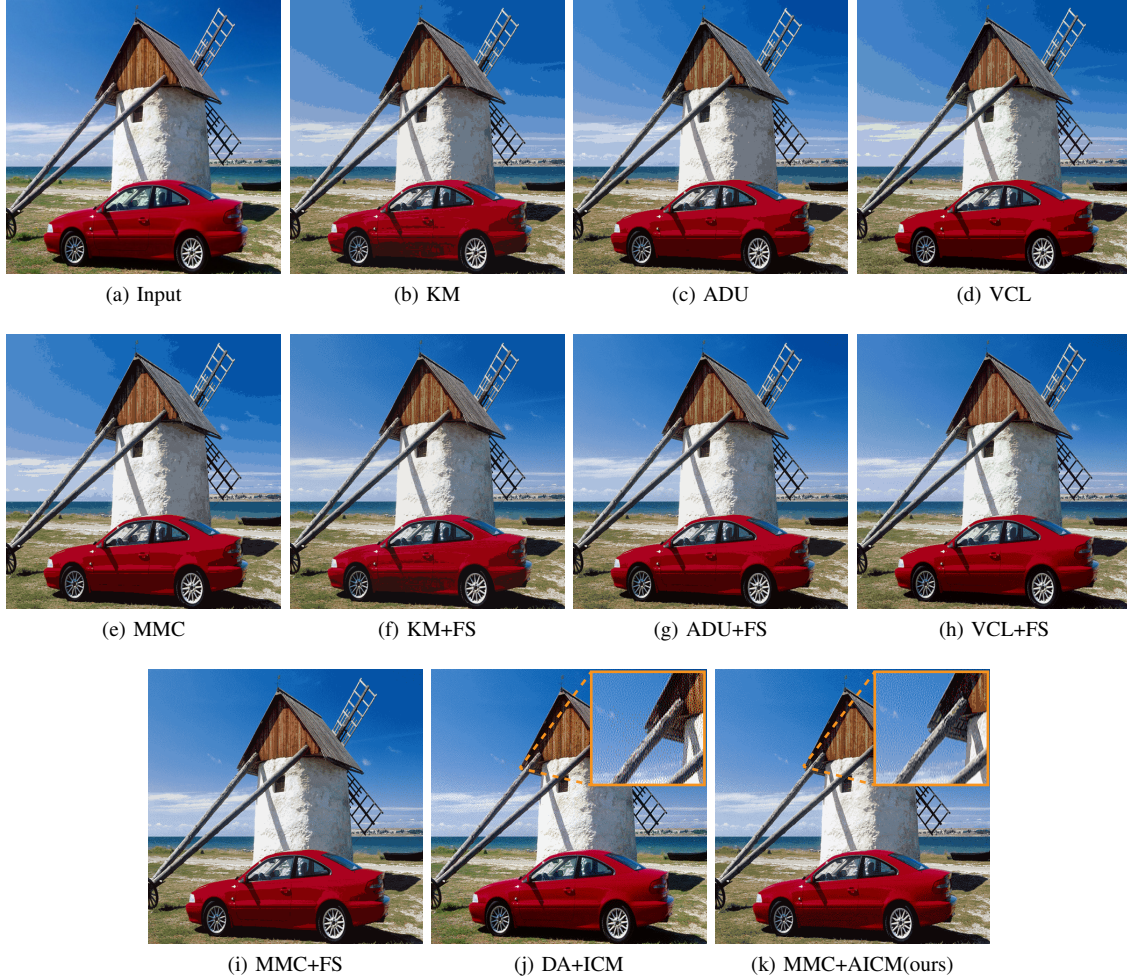 (a) Input
(b) KM
(c) ADU
(d) VCL
(e) MMC
(f) KM+FS
(g) ADU+FS
(h) VCL+FS
(i) MMC+FS
(j) DA+ICM
(k) MMC+AICM(ours)